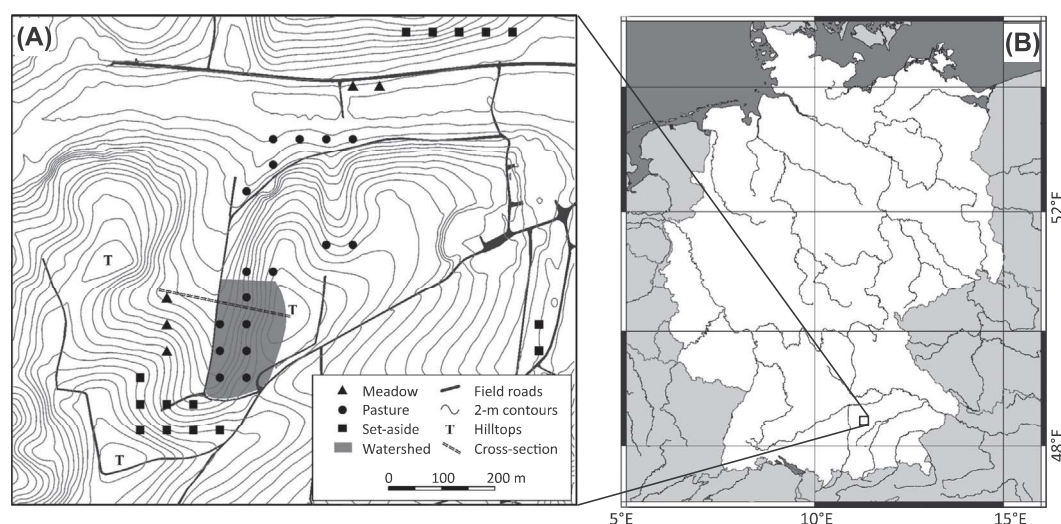 (A)
T
T
T
Meadow
Pasture
Set-aside
Watershed
Field roads
2-m contours
T Hilltops
Cross-section
0 100 200 m
(B)
52°E
48°E
5°E 10°E 15°E